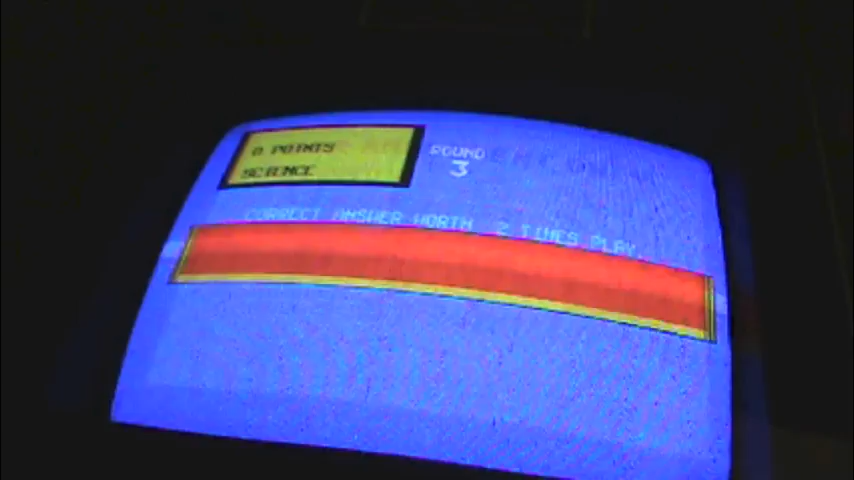 0 POINTS
SCIENCE
ROUND
3
CORRECT ANSWER WORTH 2 TIMES PLAY.